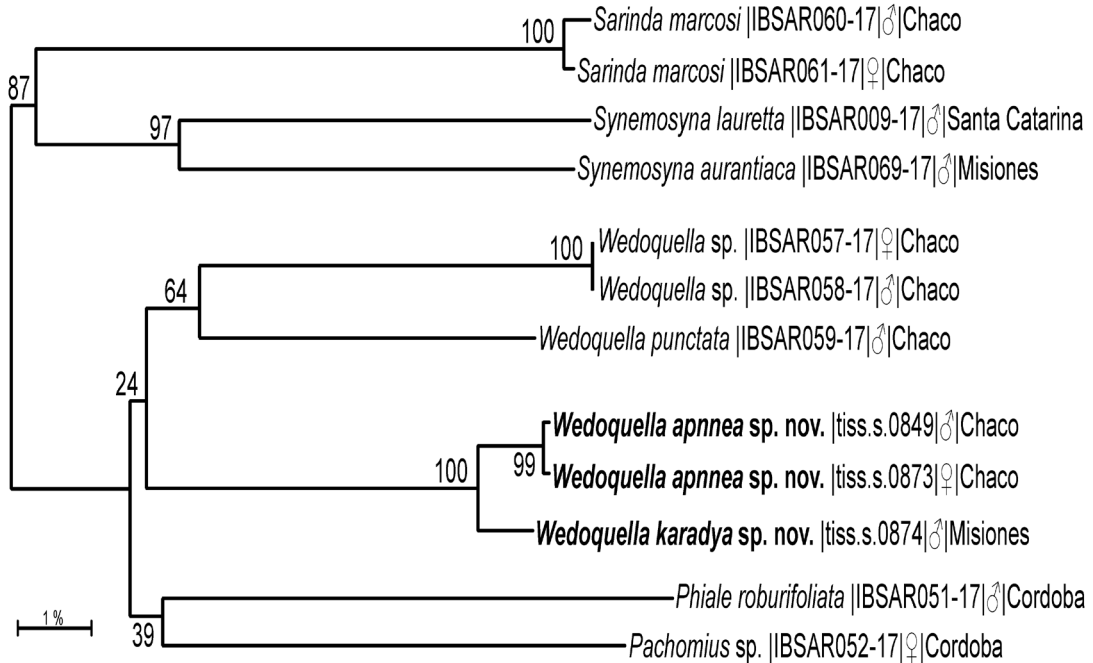 100
Sarinda marcosi |IBSAR060-17|♂|Chaco
Sarinda marcosi |IBSAR061-17|♀|Chaco
87
97
Synemosyna lauretta |IBSAR009-17|♂|Santa Catarina
Synemosyna aurantiaca |IBSAR069-17|♂|Misiones
100
Wedoquella sp. |IBSAR057-17|♀|Chaco
Wedoquella sp. |IBSAR058-17|♂|Chaco
64
Wedoquella punctata |IBSAR059-17|♂|Chaco
24
Wedoquella apnnea sp. nov. |tiss.s.0849|♂|Chaco
100
99
Wedoquella apnnea sp. nov. |tiss.s.0873|♀|Chaco
Wedoquella karadya sp. nov. |tiss.s.0874|♂|Misiones
Phiale roburifoliata |IBSAR051-17|♂|Cordoba
1 %
39
Pachomius sp. |IBSAR052-17|♀|Cordoba